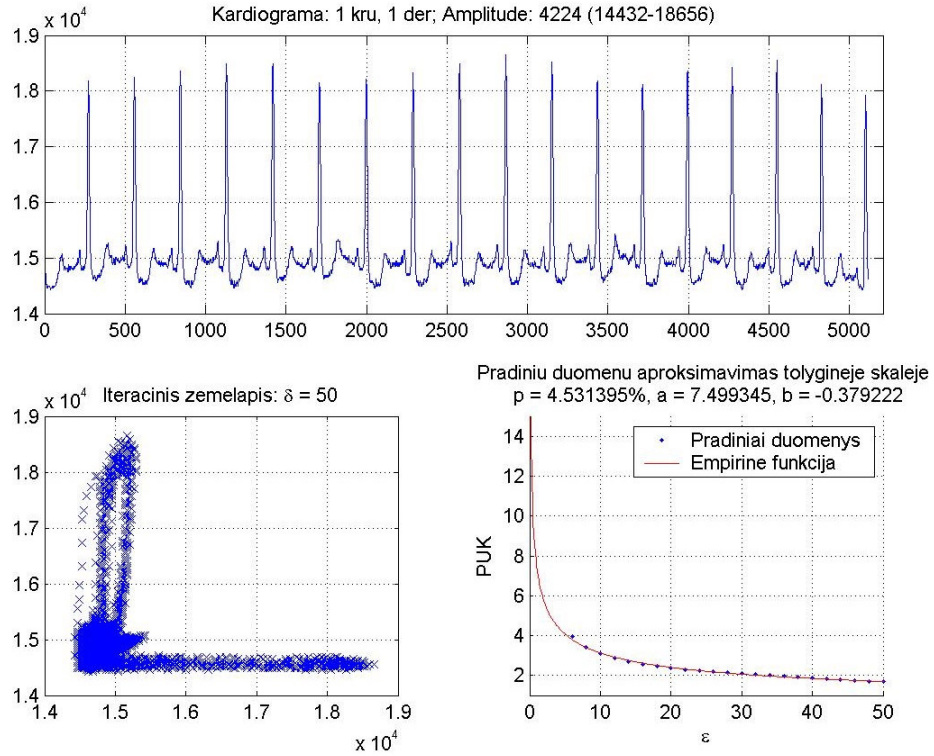 Kardiograma: 1 kru, 1 der; Amplitude: 4224 (14432-18656)
x 10^4
1.9
1.8
1.7
1.6
1.5
1.4
0 500 1000 1500 2000 2500 3000 3500 4000 4500 5000
Iteracinis zemelapis: δ = 50
x 10^4
1.9
1.8
1.7
1.6
1.5
1.4
1.4 1.5 1.6 1.7 1.8 1.9
x 10^4
Pradiniu duomenu aproksimavimas tolygineje skaleje
p = 4.531395%, a = 7.499345, b = -0.379222
Pradiniai duomenys
Empirine funkcija
PUK
14
12
10
8
6
4
2
0 10 20 30 40 50
ε